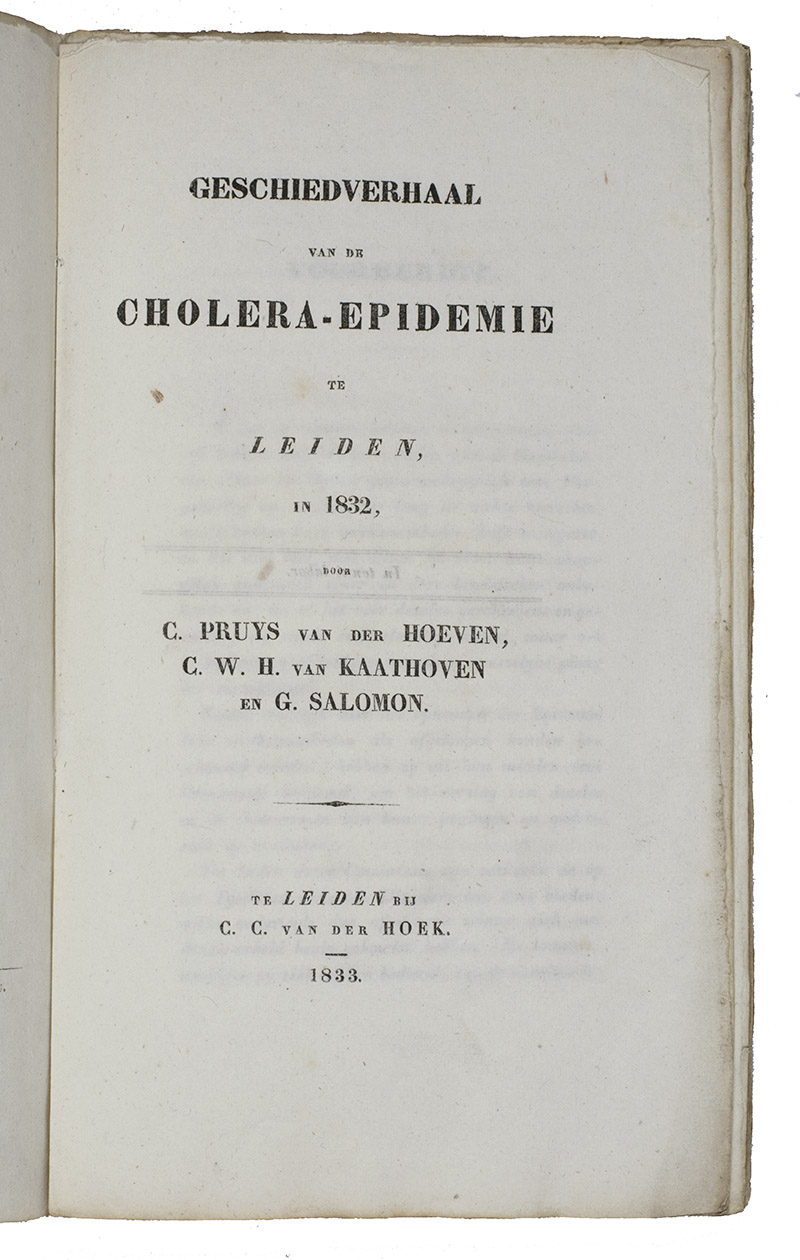 GESCHIEDVERHAAL
VAN DE
CHOLERA-EPIDEMIE
TE
LEIDEN,
IN 1832,
DOOR
C. PRUYS VAN DER HOEVEN,
C. W. H. VAN KAATHOVEN
EN G. SALOMON.
TE LEIDEN BIJ
C. C. VAN DER HOEK.
1833.